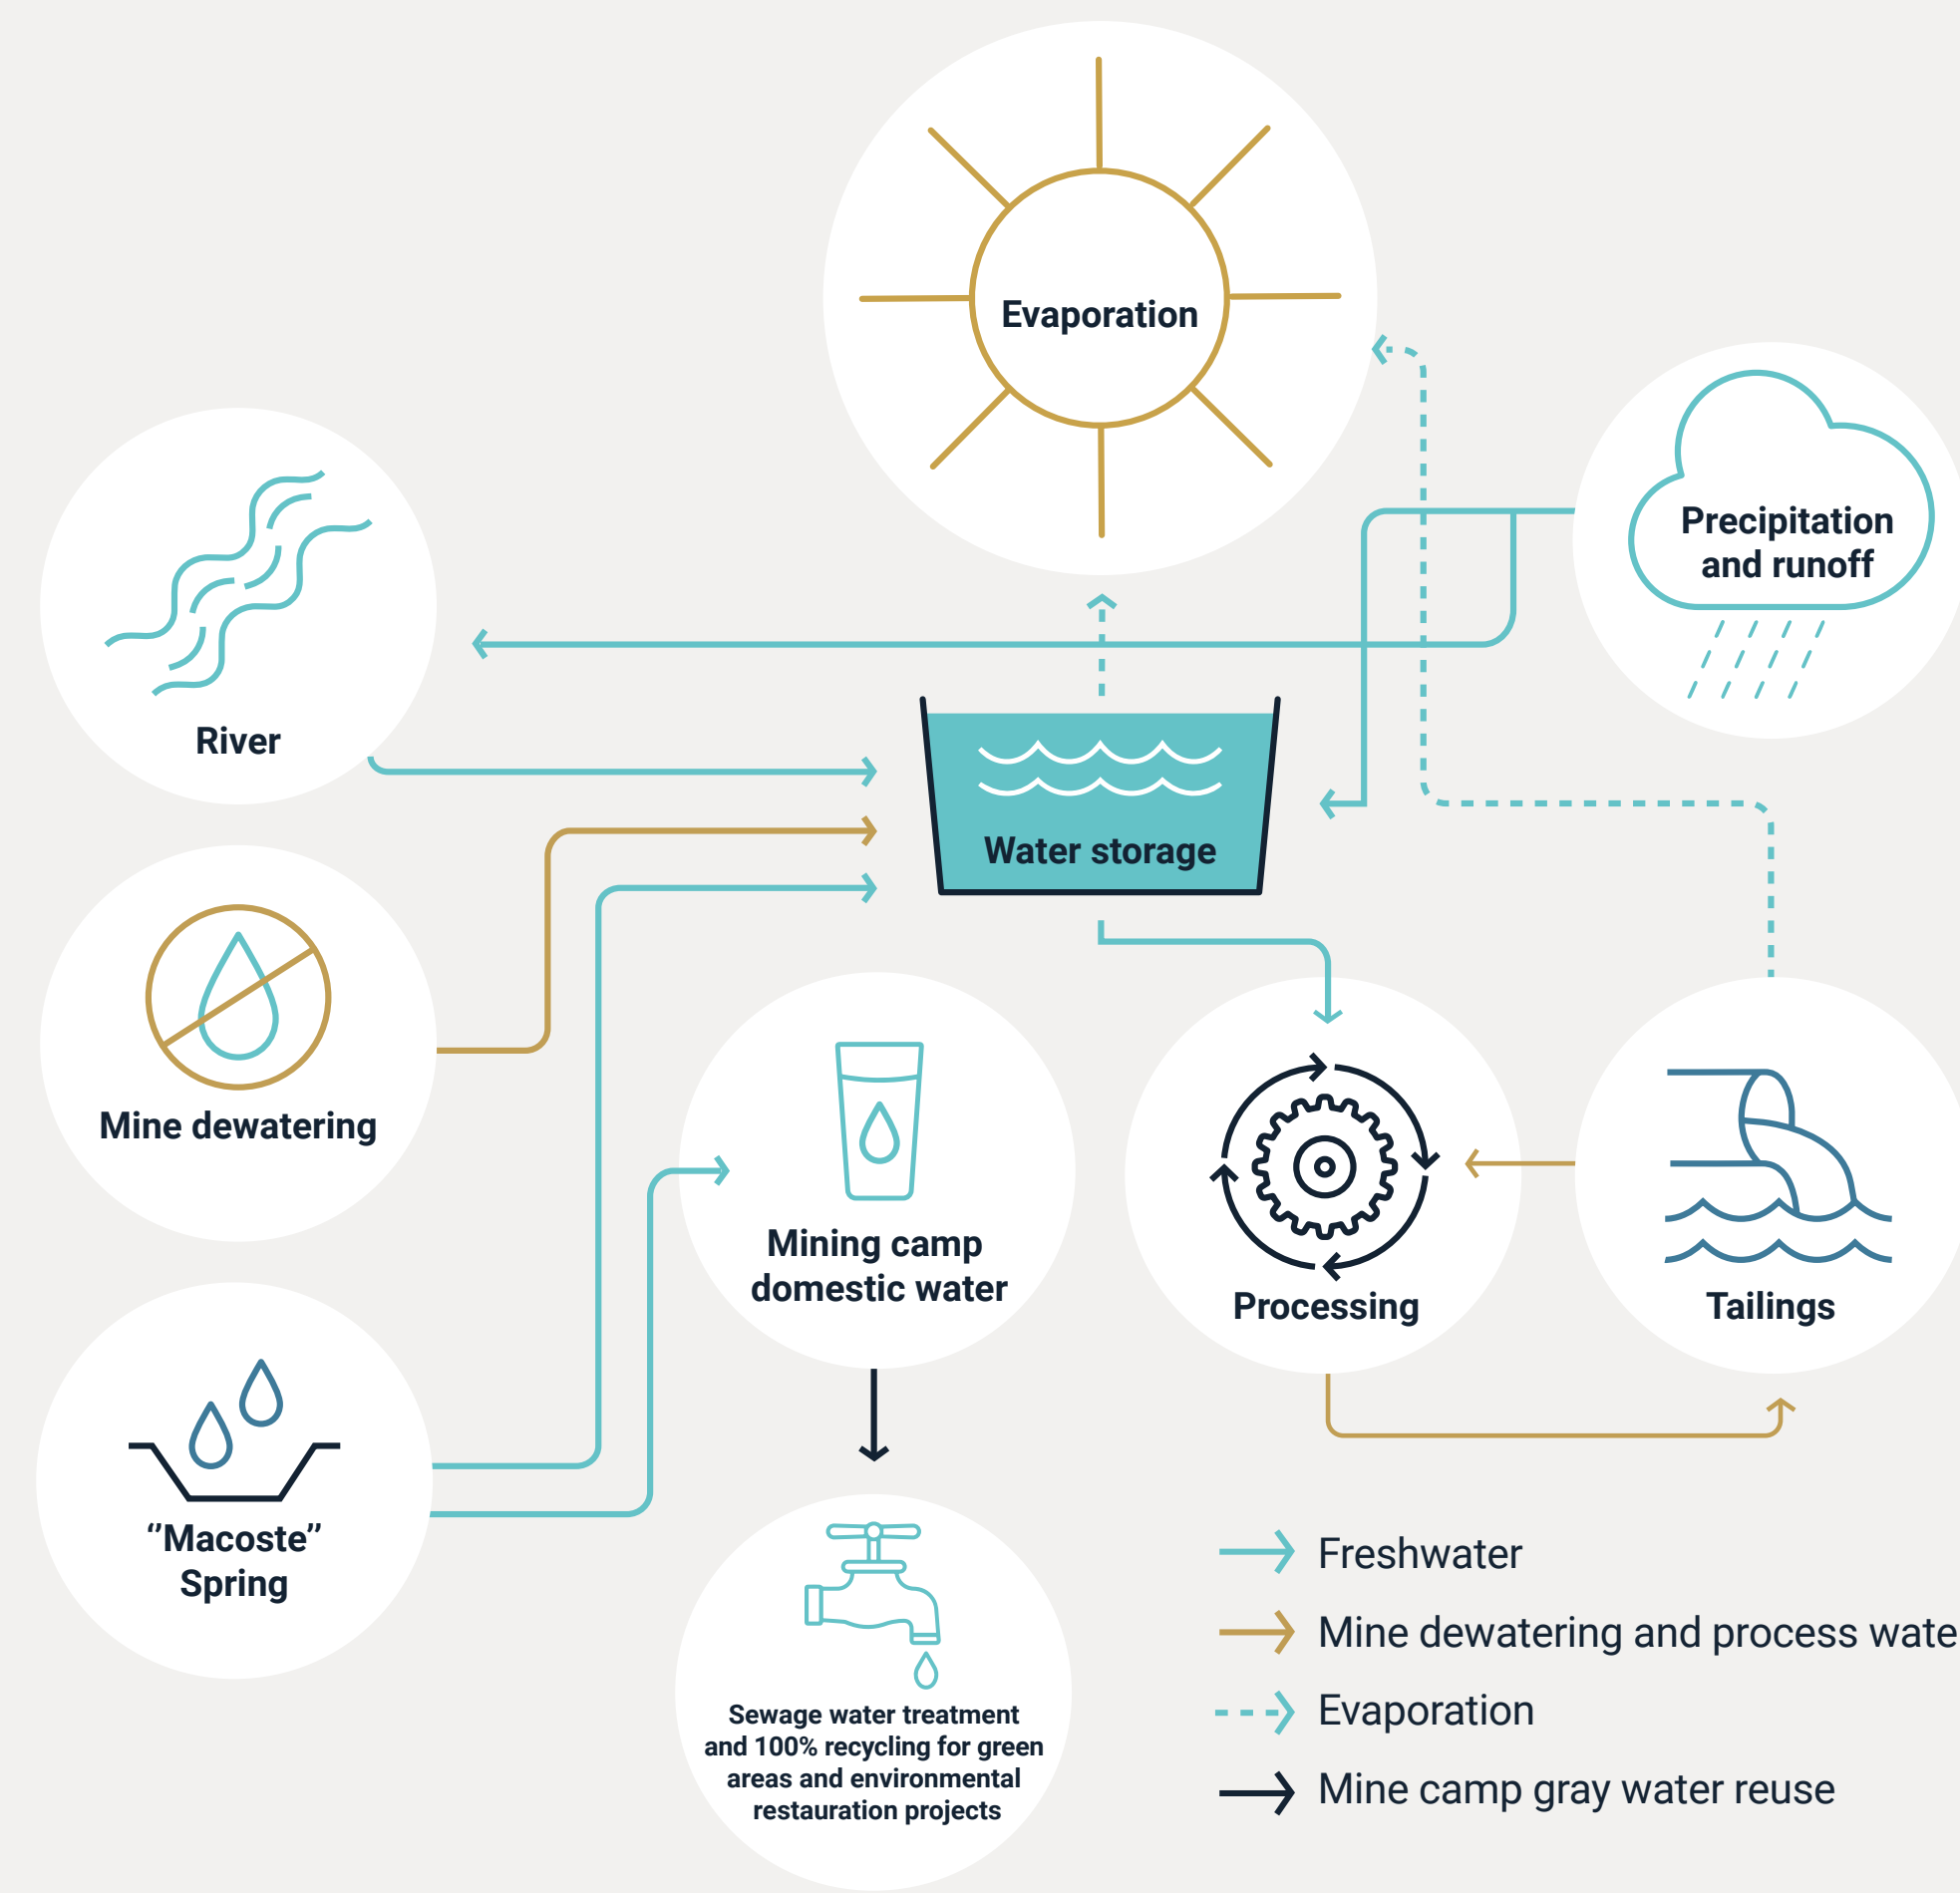 Evaporation
Precipitation
and runoff
River
Water storage
Mine dewatering
Mining camp
domestic water
Processing
Tailings
‘’Macoste’’
Spring
Sewage water treatment
and 100% recycling for green
areas and environmental
restauration projects
Freshwater
Mine dewatering and process wate
Evaporation
Mine camp gray water reuse